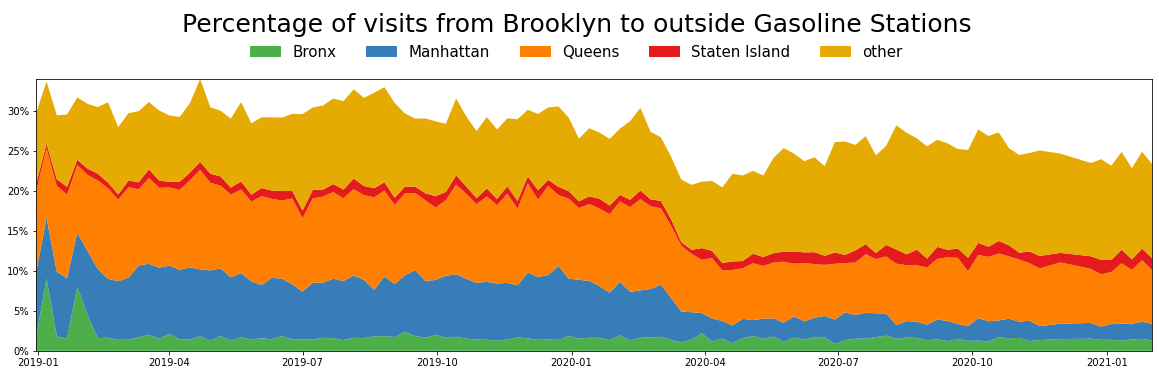 Percentage of visits from Brooklyn to outside Gasoline Stations
Bronx Manhattan Queens Staten Island other
30%
25%
20%
15%
10%
5%
0%
2019-01 2019-04 2019-07 2019-10 2020-01 2020-04 2020-07 2020-10 2021-01